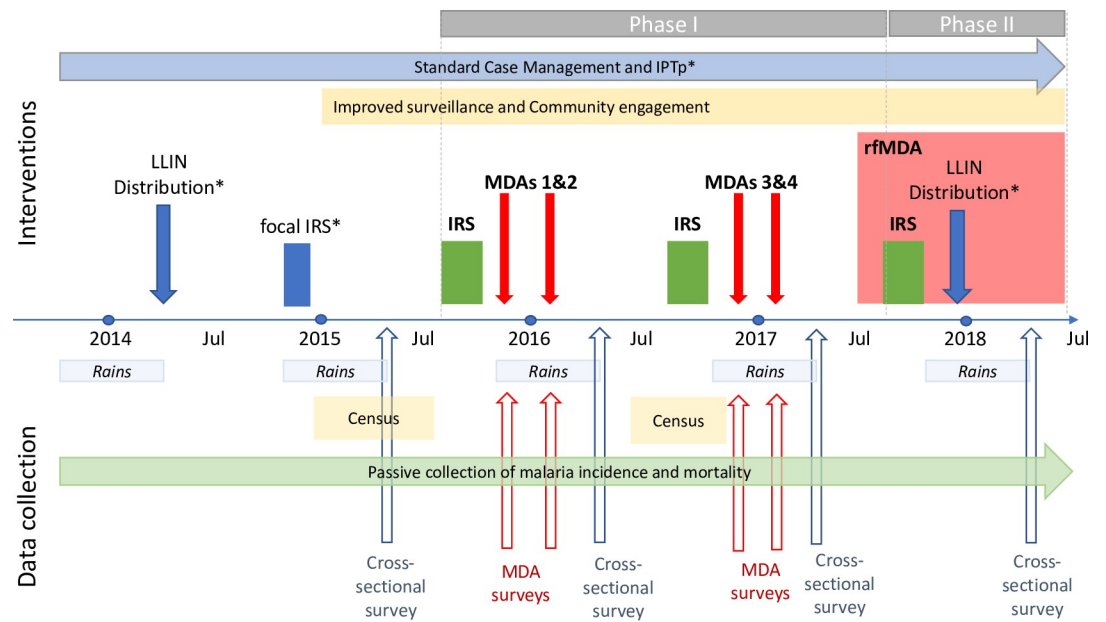 Phase I
Phase II
Standard Case Management and IPTp*
Improved surveillance and Community engagement
Interventions
rfMDA
LLIN
Distribution*
focal IRS*
IRS
MDAs 1&2
IRS
MDAs 3&4
IRS
LLIN
Distribution*
2014
Jul
2015
Jul
2016
Jul
2017
Jul
2018
Jul
Rains
Rains
Rains
Rains
Rains
Data collection
Census
Census
Passive collection of malaria incidence and mortality
Cross-
sectional
survey
MDA
surveys
Cross-
sectional
survey
MDA
surveys
Cross-
sectional
survey
Cross-
sectional
survey